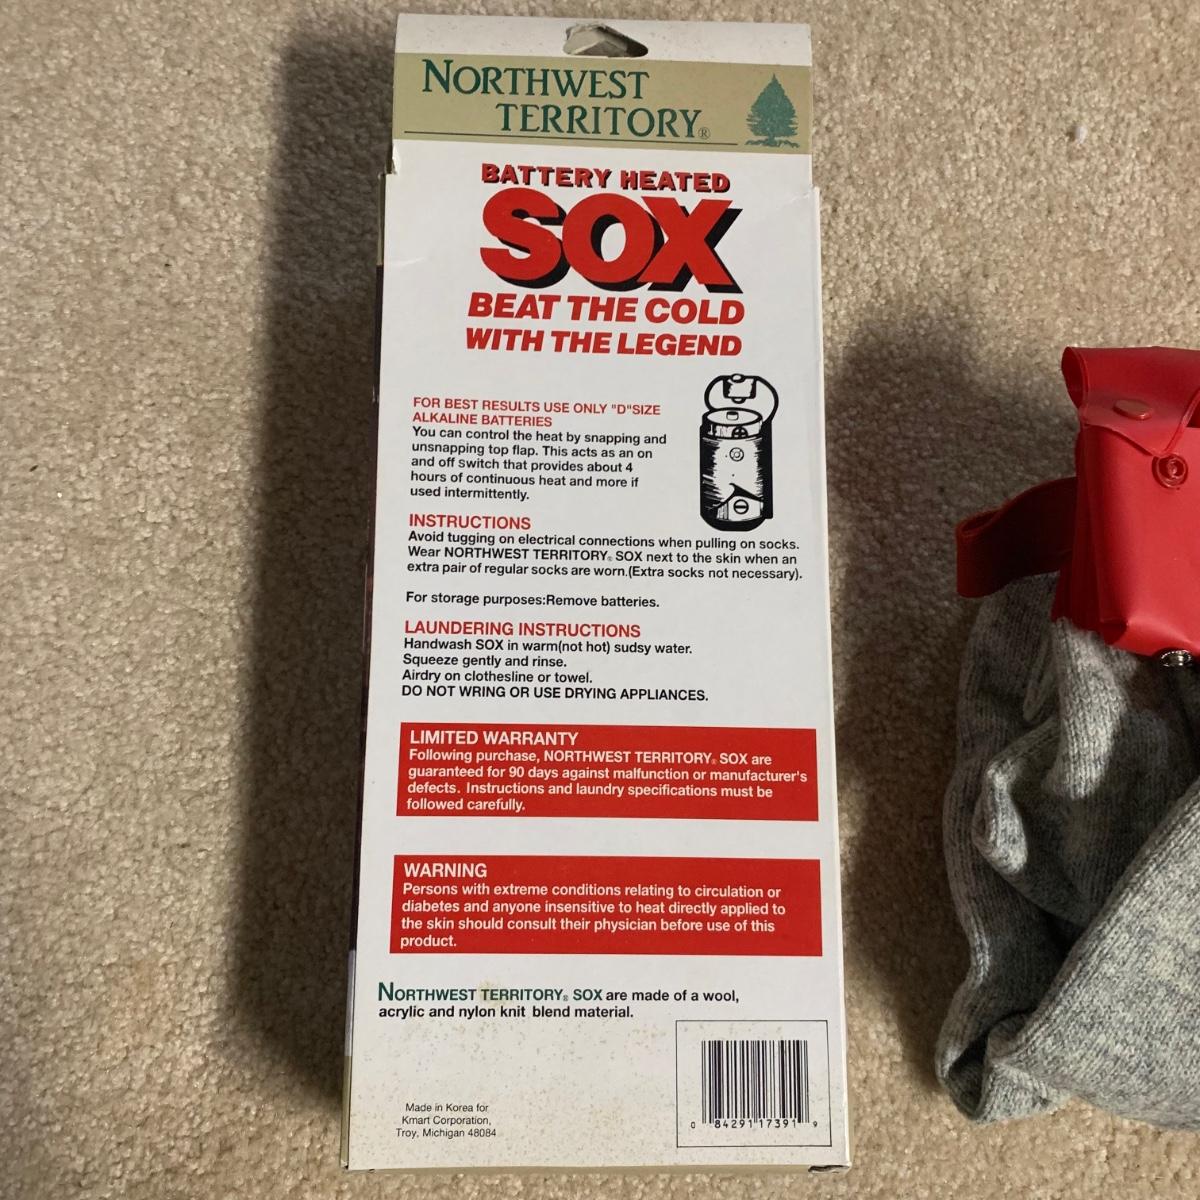 NORTHWEST
TERRITORY®
BATTERY HEATED
SOX
BEAT THE COLD
WITH THE LEGEND
FOR BEST RESULTS USE ONLY "D"SIZE
ALKALINE BATTERIES
You can control the heat by snapping and
unsnapping top flap. This acts as an on
and off switch that provides about 4
hours of continuous heat and more if
used intermittently.
INSTRUCTIONS
Avoid tugging on electrical connections when pulling on socks.
Wear NORTHWEST TERRITORY® SOX next to the skin when an
extra pair of regular socks are worn.(Extra socks not necessary).
For storage purposes:Remove batteries.
LAUNDERING INSTRUCTIONS
Handwash SOX in warm(not hot) sudsy water.
Squeeze gently and rinse.
Airdry on clothesline or towel.
DO NOT WRING OR USE DRYING APPLIANCES.
LIMITED WARRANTY
Following purchase, NORTHWEST TERRITORY® SOX are
guaranteed for 90 days against malfunction or manufacturer's
defects. Instructions and laundry specifications must be
followed carefully.
WARNING
Persons with extreme conditions relating to circulation or
diabetes and anyone insensitive to heat directly applied to
the skin should consult their physician before use of this
product.
NORTHWEST TERRITORY® SOX are made of a wool,
acrylic and nylon knit blend material.
Made in Korea for
Kmart Corporation,
Troy, Michigan 48084
0 84291 17391 9